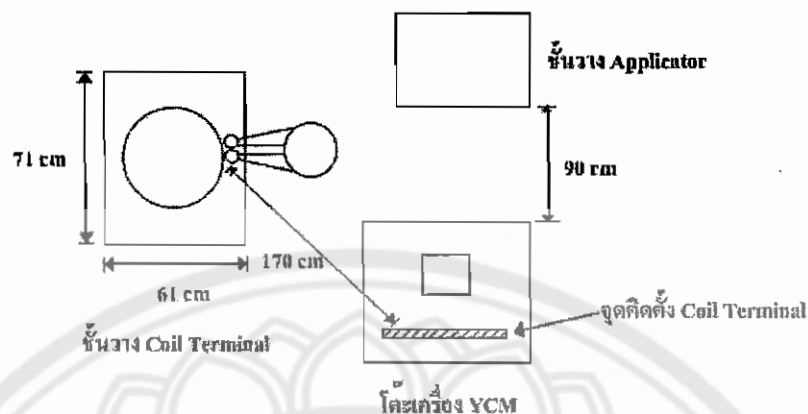 ชั้นวาง Applicator
71 cm
90 cm
170 cm
61 cm
จุดติดตั้ง Coil Terminal
ชั้นวาง Coil Terminal
โต๊ะเครื่อง YCM